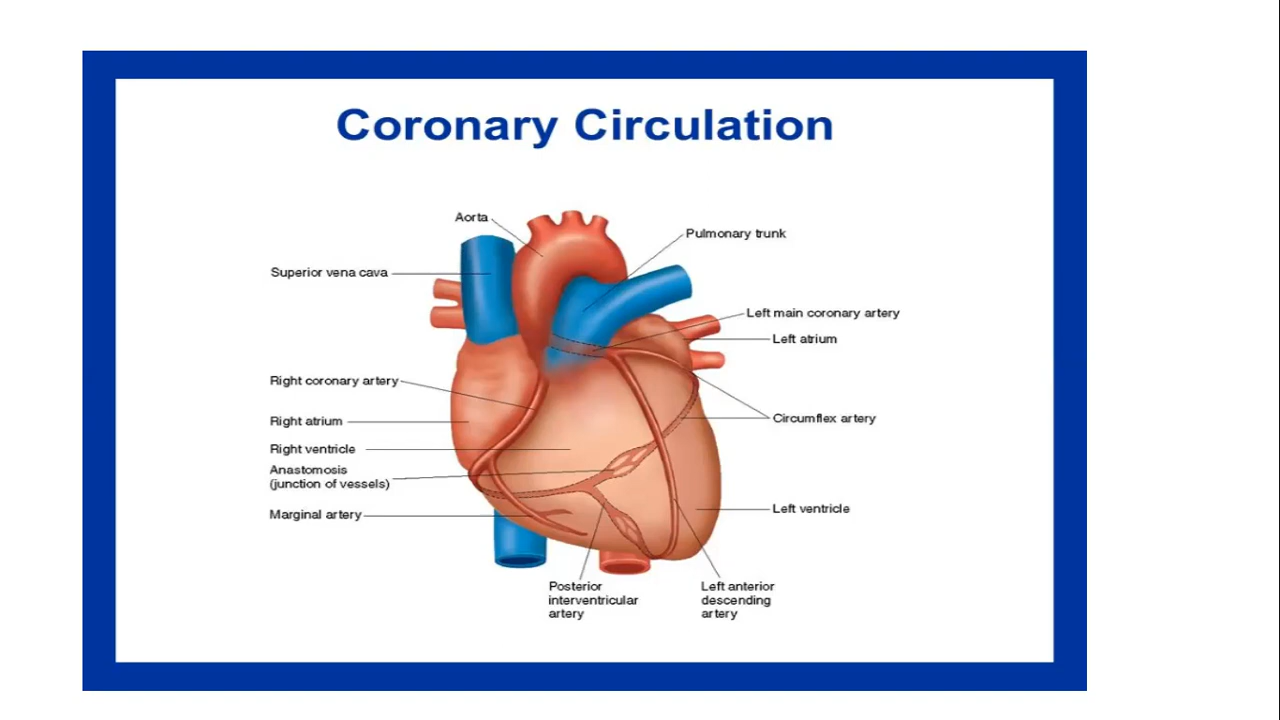 Coronary Circulation
Aorta
Pulmonary trunk
Superior vena cava
Left main coronary artery
Left atrium
Right coronary artery
Right atrium
Circumflex artery
Right ventricle
Anastomosis
(junction of vessels)
Marginal artery
Left ventricle
Posterior
interventricular
artery
Left anterior
descending
artery